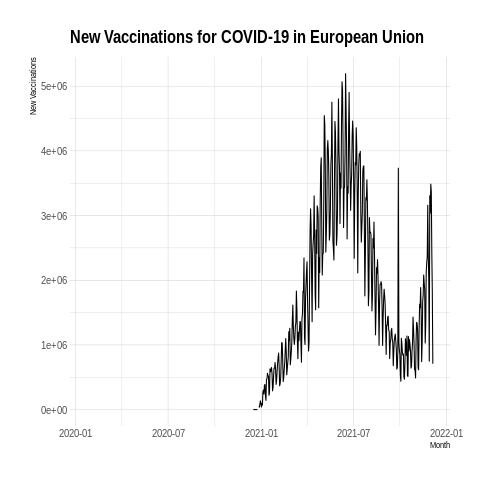 New Vaccinations for COVID-19 in European Union
New Vaccinations
5e+06
4e+06
3e+06
2e+06
1e+06
0e+00
2020-01 2020-07 2021-01 2021-07 2022-01
Month